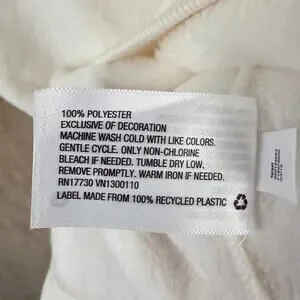 100% POLYESTER
EXCLUSIVE OF DECORATION
MACHINE WASH COLD WITH LIKE COLORS.
GENTLE CYCLE. ONLY NON-CHLORINE
BLEACH IF NEEDED. TUMBLE DRY LOW.
REMOVE PROMPTLY. WARM IRON IF NEEDED.
RN17730 VN1300110
LABEL MADE FROM 100% RECYCLED PLASTIC